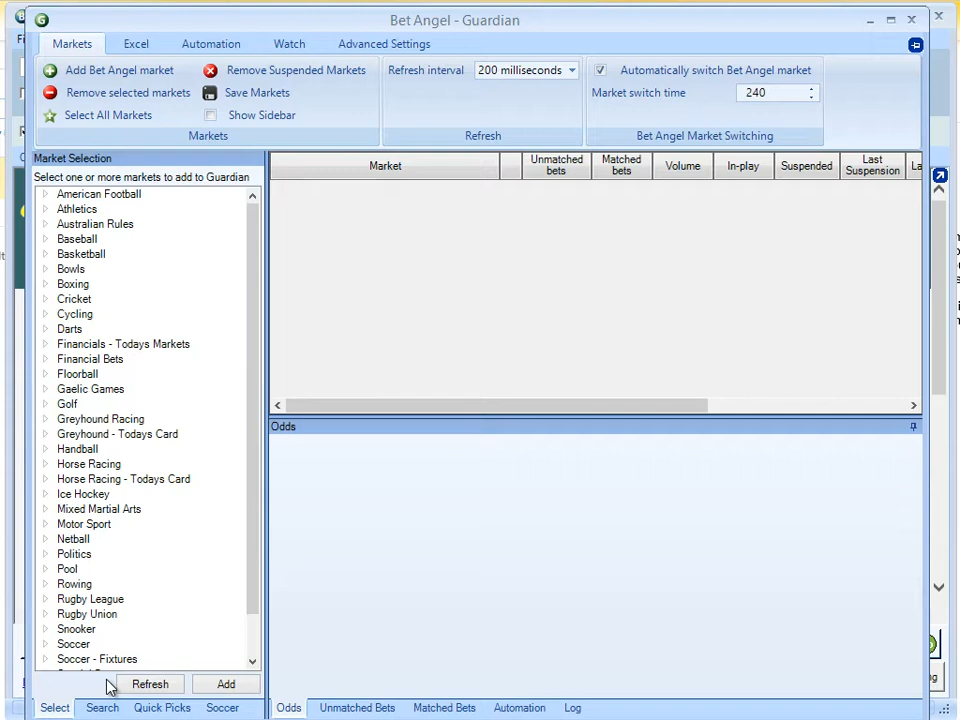 Bet Angel - Guardian
Markets Excel Automation Watch Advanced Settings
Add Bet Angel market Remove Suspended Markets Refresh interval 200 milliseconds Automatically switch Bet Angel market
Remove selected markets Save Markets Market switch time 240
Select All Markets Show Sidebar
Markets Refresh Bet Angel Market Switching
Market Selection
Select one or more markets to add to Guardian
Market Unmatched bets Matched bets Volume In-play Suspended Last Suspension La
American Football
Athletics
Australian Rules
Baseball
Basketball
Bowls
Boxing
Cricket
Cycling
Darts
Financials - Todays Markets
Financial Bets
Floorball
Gaelic Games
Golf
Greyhound Racing
Greyhound - Todays Card
Handball
Horse Racing
Horse Racing - Todays Card
Ice Hockey
Mixed Martial Arts
Motor Sport
Netball
Politics
Pool
Rowing
Rugby League
Rugby Union
Snooker
Soccer
Soccer - Fixtures
Odds
Refresh Add
Select Search Quick Picks Soccer
Odds Unmatched Bets Matched Bets Automation Log